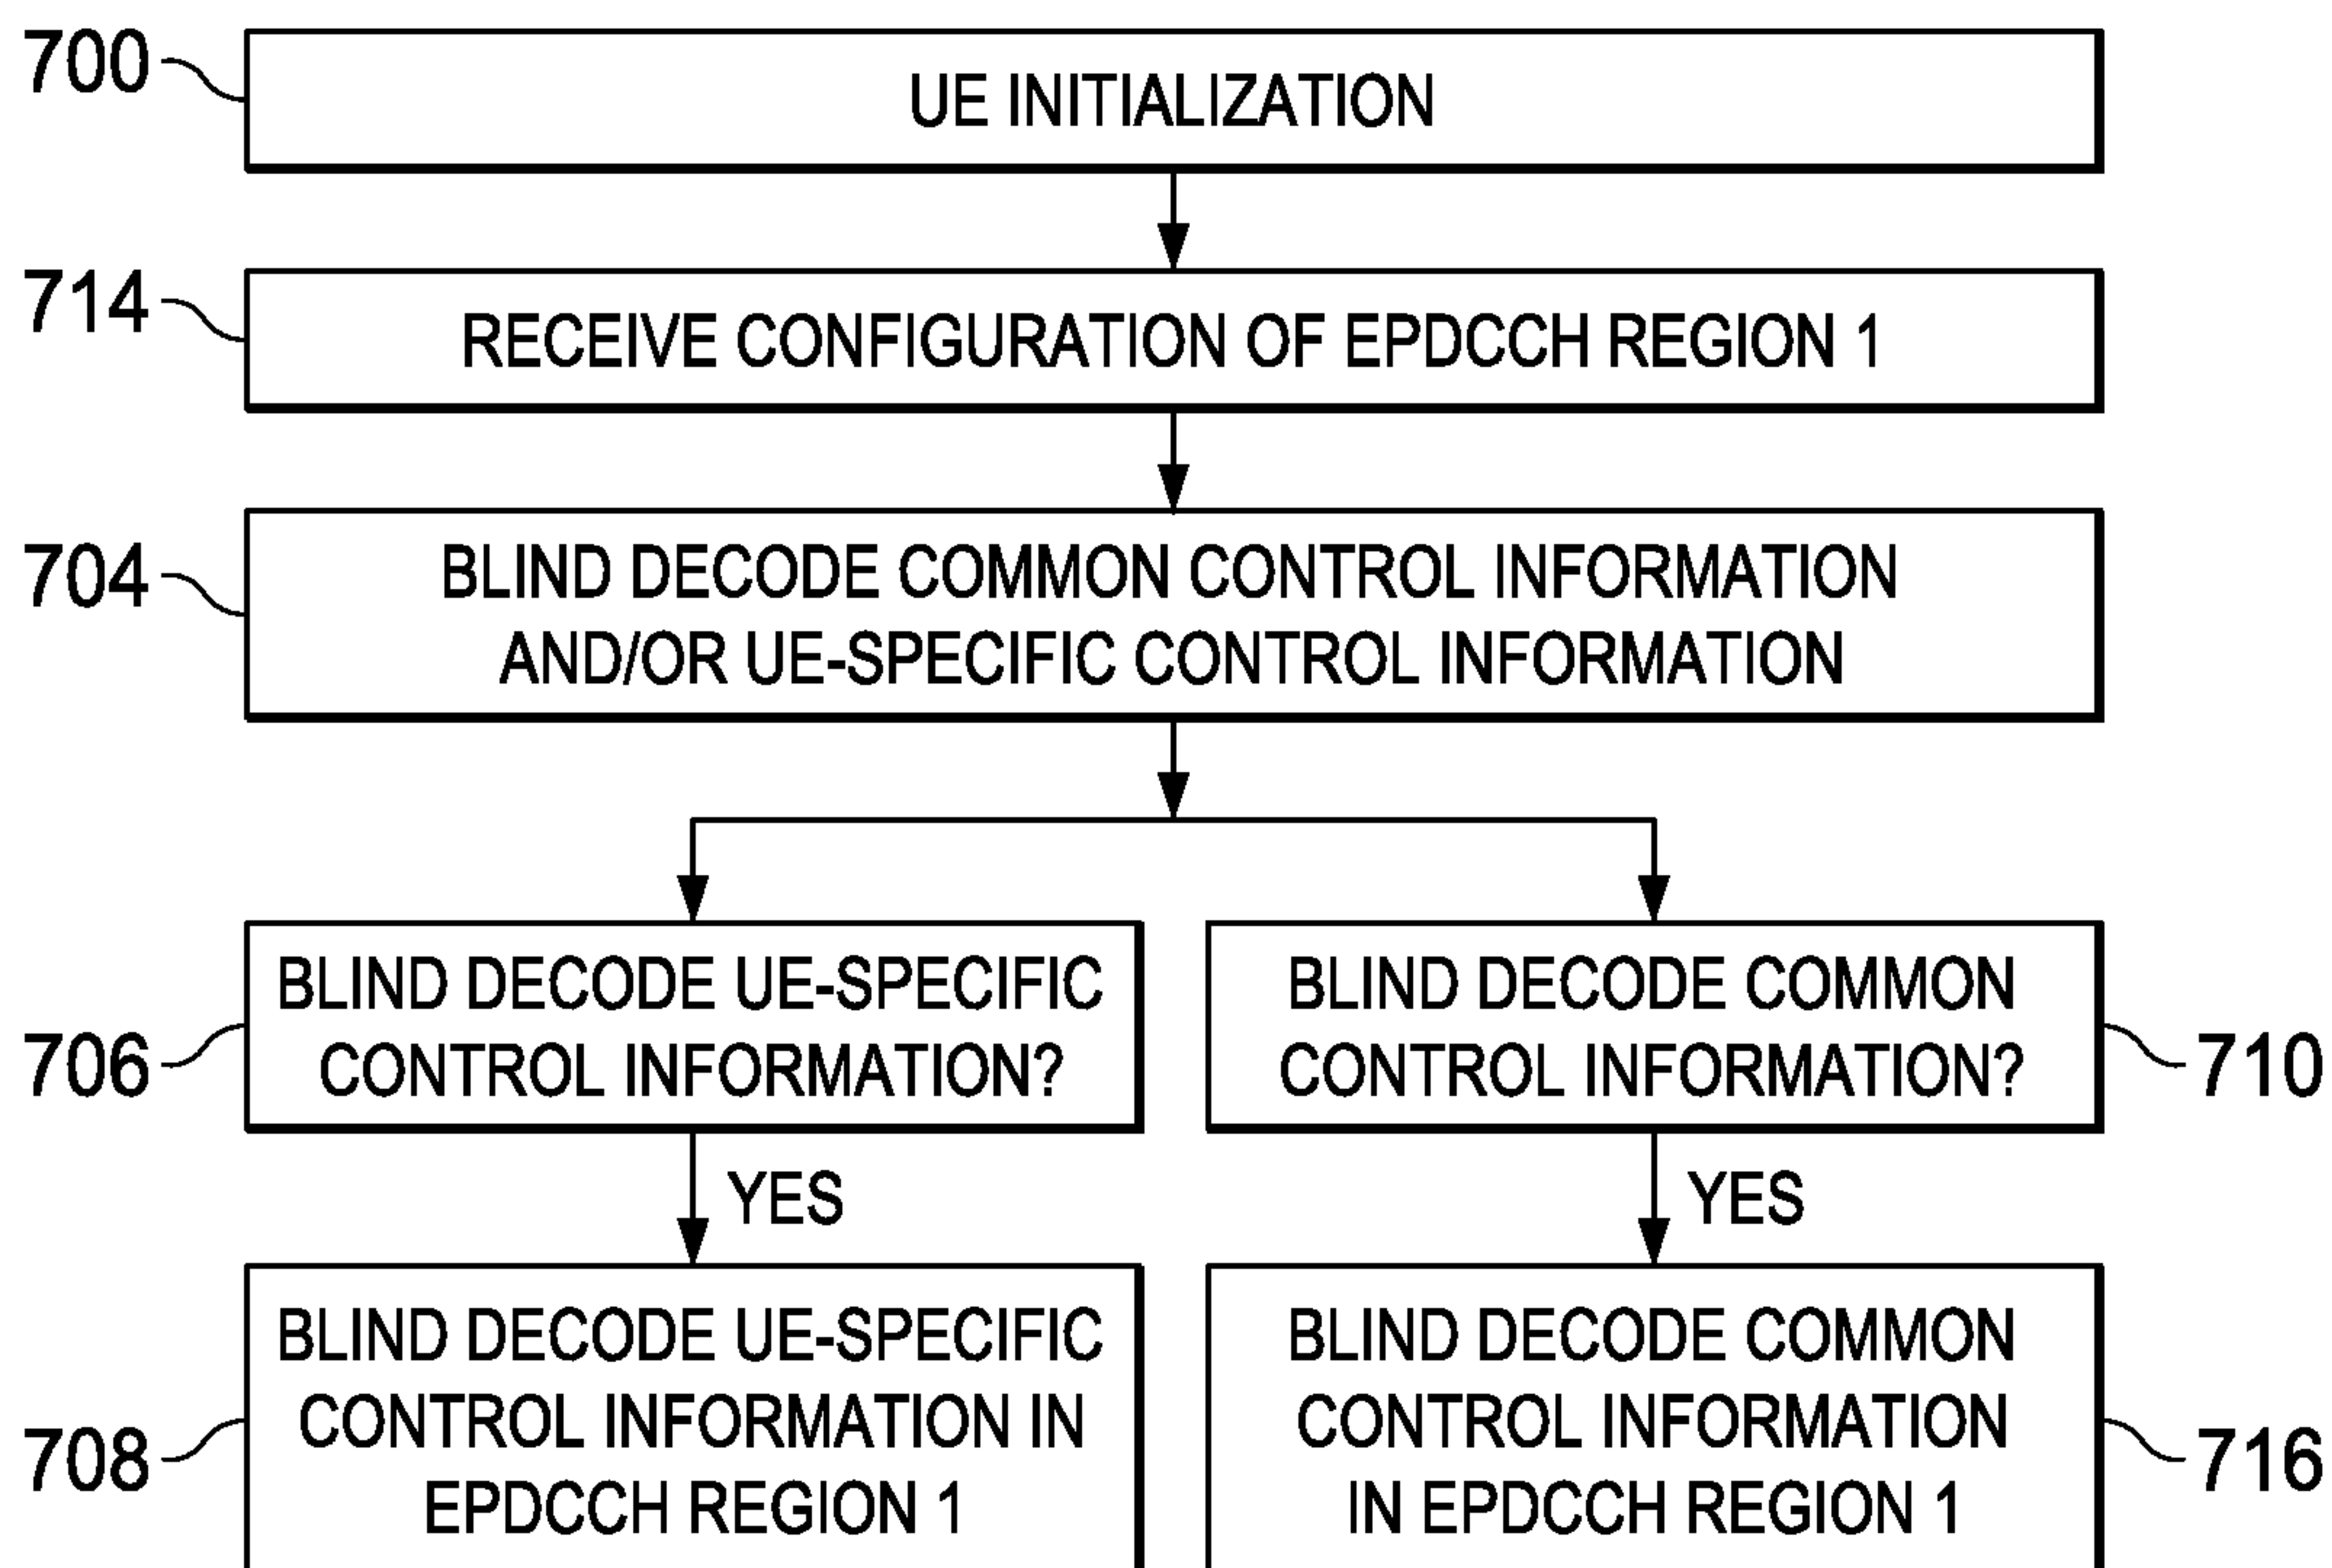 700
UE INITIALIZATION
714
RECEIVE CONFIGURATION OF EPDCCH REGION 1
704
BLIND DECODE COMMON CONTROL INFORMATION
AND/OR UE-SPECIFIC CONTROL INFORMATION
706
BLIND DECODE UE-SPECIFIC
CONTROL INFORMATION?
BLIND DECODE COMMON
CONTROL INFORMATION?
710
YES
YES
708
BLIND DECODE UE-SPECIFIC
CONTROL INFORMATION IN
EPDCCH REGION 1
BLIND DECODE COMMON
CONTROL INFORMATION
IN EPDCCH REGION 1
716